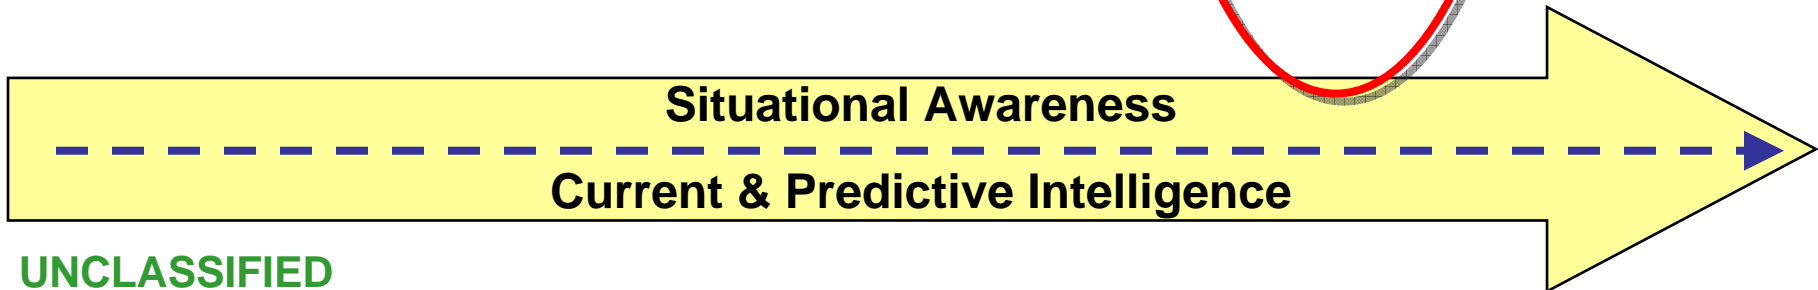 Situational Awareness
Current & Predictive Intelligence
UNCLASSIFIED